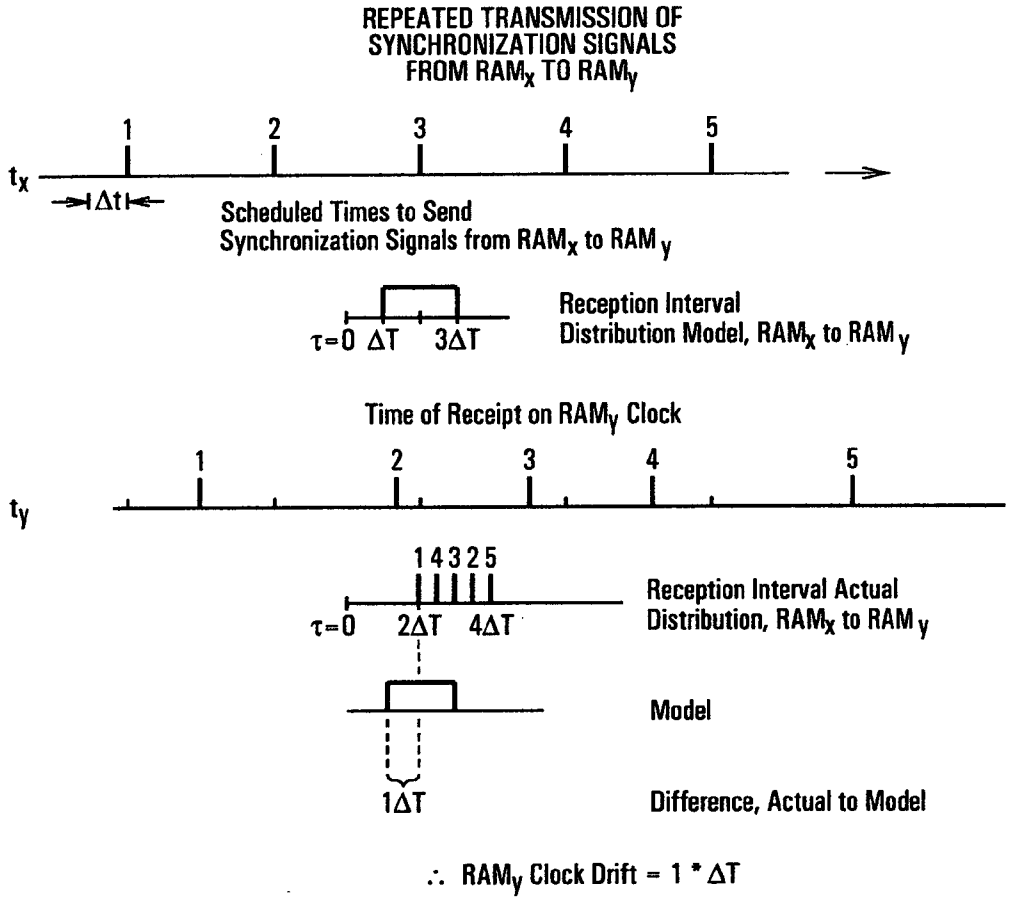 REPEATED TRANSMISSION OF
SYNCHRONIZATION SIGNALS
FROM RAMx TO RAMy
1 2 3 4 5
tx
Δt
Scheduled Times to Send
Synchronization Signals from RAMx to RAMy
τ=0 ΔT 3ΔT
Reception Interval
Distribution Model, RAMx to RAMy
Time of Receipt on RAMy Clock
1 2 3 4 5
ty
1 4 3 2 5
τ=0 2ΔT 4ΔT
Reception Interval Actual
Distribution, RAMx to RAMy
Model
1ΔT
Difference, Actual to Model
∴ RAMy Clock Drift = 1 * ΔT